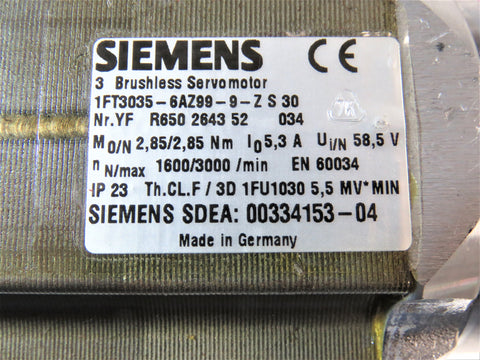 SIEMENS CE
3 Brushless Servomotor
1FT3035-6AZ99-9-Z S 30
Nr.YF R650 2643 52 034
M0/N 2,85/2,85 Nm I0 5,3 A Ui/N 58,5 V
n N/max 1600/3000 /min EN 60034
IP 23 Th.CL.F / 3D 1FU1030 5,5 MV*MIN
SIEMENS SDEA: 00334153-04
Made in Germany